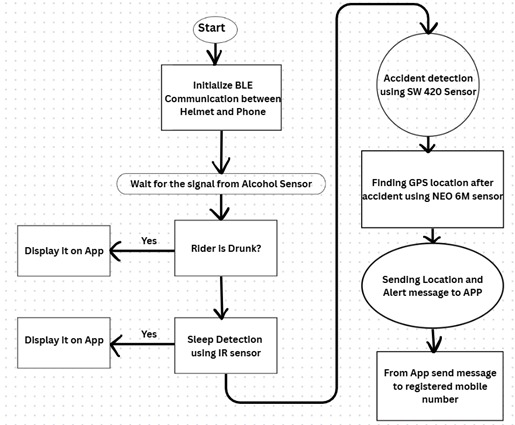 Start
Initialize BLE
Communication between
Helmet and Phone
Wait for the signal from Alcohol Sensor
Rider is Drunk?
Yes
Display It on App
Sleep Detection
using IR sensor
Yes
Display It on App
Accident detection
using SW 420 Sensor
Finding GPS location after
accident using NEO 6M sensor
Sending Location and
Alert message to APP
From App send message
to registered mobile
number